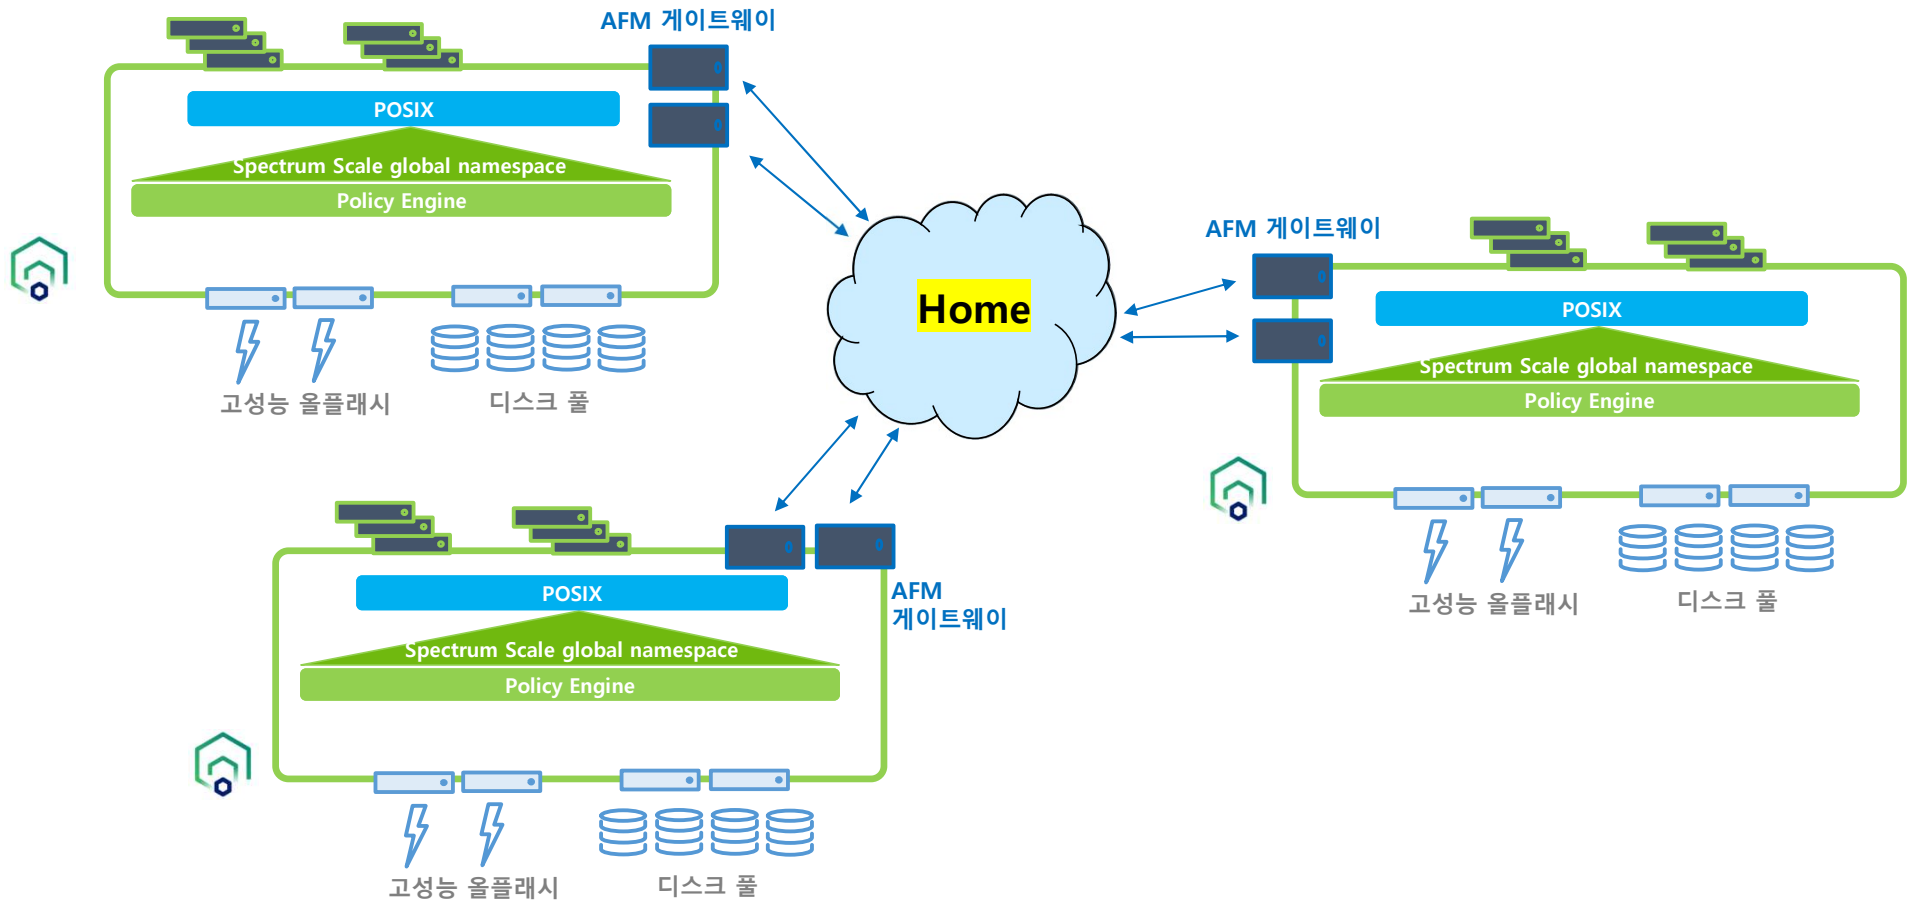 AFM 게이트웨이
POSIX
Spectrum Scale global namespace
Policy Engine
고성능 올플래시
디스크 풀
Home
AFM 게이트웨이
POSIX
Spectrum Scale global namespace
Policy Engine
고성능 올플래시
디스크 풀
AFM
게이트웨이
POSIX
Spectrum Scale global namespace
Policy Engine
고성능 올플래시
디스크 풀